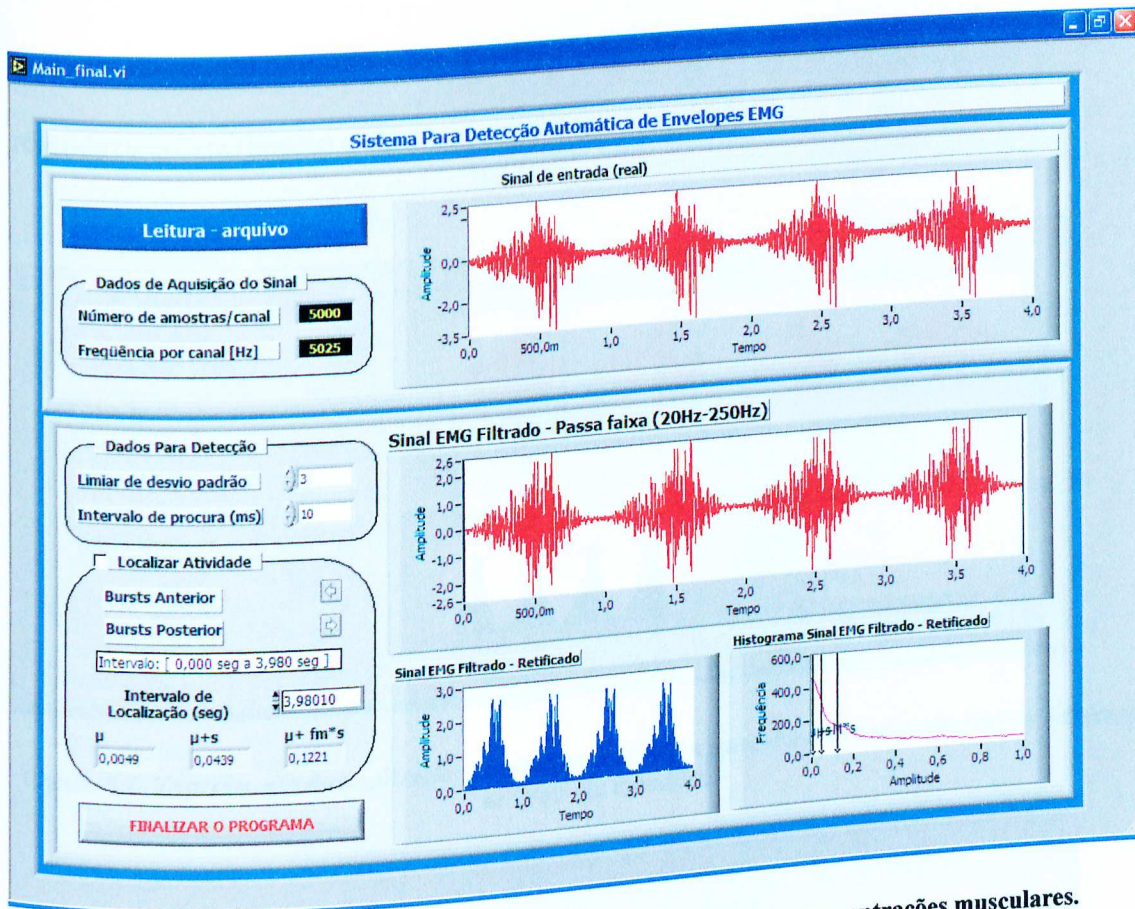 Main_final.vi
Sistema Para Detecção Automática de Envelopes EMG
Leitura - arquivo
Dados de Aquisição do Sinal
Número de amostras/canal 5000
Freqüência por canal [Hz] 5025
Sinal de entrada (real)
Amplitude
2,5
0,0
-2,0
-3,5
0,0 500,0m 1,0 1,5 2,0 2,5 3,0 3,5 4,0
Tempo
Dados Para Detecção
Limiar de desvio padrão 3
Intervalo de procura (ms) 10
Localizar Atividade
Bursts Anterior
Bursts Posterior
Intervalo: [ 0,000 seg a 3,980 seg ]
Intervalo de
Localização (seg) 3,98010
μ μ+s μ+ fm*s
0,0049 0,0439 0,1221
FINALIZAR O PROGRAMA
Sinal EMG Filtrado - Passa faixa (20Hz-250Hz)
Amplitude
2,6
2,0
1,0
0,0
-1,0
-2,0
-2,6
0,0 500,0m 1,0 1,5 2,0 2,5 3,0 3,5 4,0
Tempo
Sinal EMG Filtrado - Retificado
Amplitude
3,0
2,0
1,0
0,0
0,0 1,0 2,0 3,0 4,0
Tempo
Histograma Sinal EMG Filtrado - Retificado
Frequência
600,0
400,0
200,0
0,0
0,0 0,2 0,4 0,6 0,8 1,0
Amplitude
musculares.